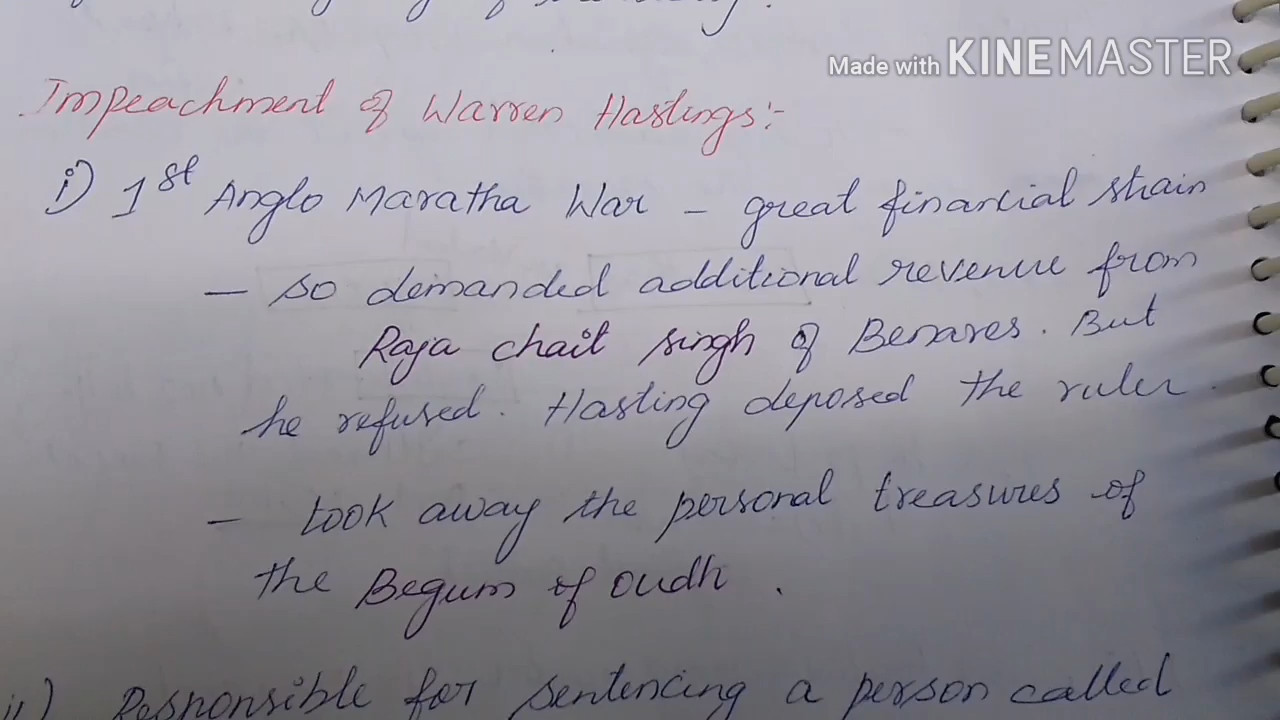 Made with KINEMASTER
Impeachment of Warren Hastings:-
i) 1st Anglo Maratha War - great financial strain
- so demanded additional revenue from
Raja chait singh of Benares. But
he refused. Hasting deposed the ruler.
- took away the personal treasures of
the Begum of Oudh.
ii) Responsible for sentencing a person called